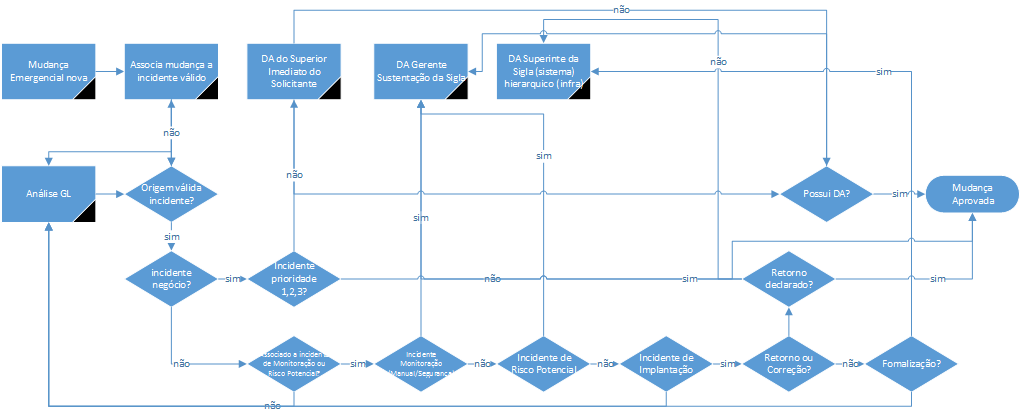 não
Mudança
Emergencial nova
Associa mudança a
incidente válido
DA do Superior
Imediato do
Solicitante
DA Gerente
Sustentação da Sigla
DA Superinte da
Sigla (sistema)
hierarquico (infra)
não
sim
não
sim
não
Análise GL
Origem válida
incidente?
Possui DA?
sim
Mudança
Aprovada
sim
sim
incidente
negócio?
sim
Incidente
prioridade
1,2,3?
não
sim
Retorno
declarado?
sim
não
Associado a incidente
de Monitoração ou
Risco Potencial*
sim
Incidente
Monitoração
(Manual/Segurança)
não
Incidente de
Risco Potencial
não
Incidente de
Implantação
sim
Retorno ou
Correção?
não
Fomalização?
não